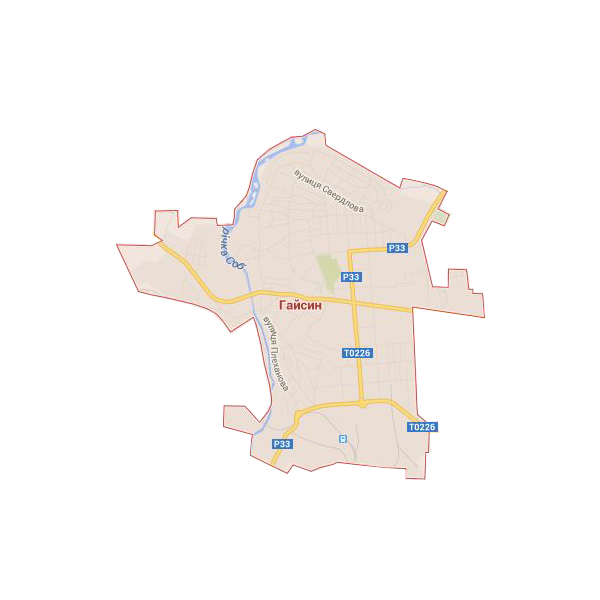 вулиця Свердлова
річка Соб
Р33
Р33
Гайсин
вулиця Плеханова
Т0226
Т0226
Р33